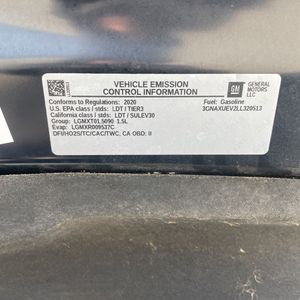 VEHICLE EMISSION
CONTROL INFORMATION
GM
GENERAL
MOTORS LLC
Conforms to Regulations: 2020
Fuel: Gasoline
U.S. EPA class / stds: LDT / TIER3
3GNAXUEV2LL320513
California class / stds: LDT / SULEV30
Group: LGMXT01.5090 1.5L
Evap: LGMXR009537C
DFI/HO2S/TC/CAC/TWC, CA OBD: II